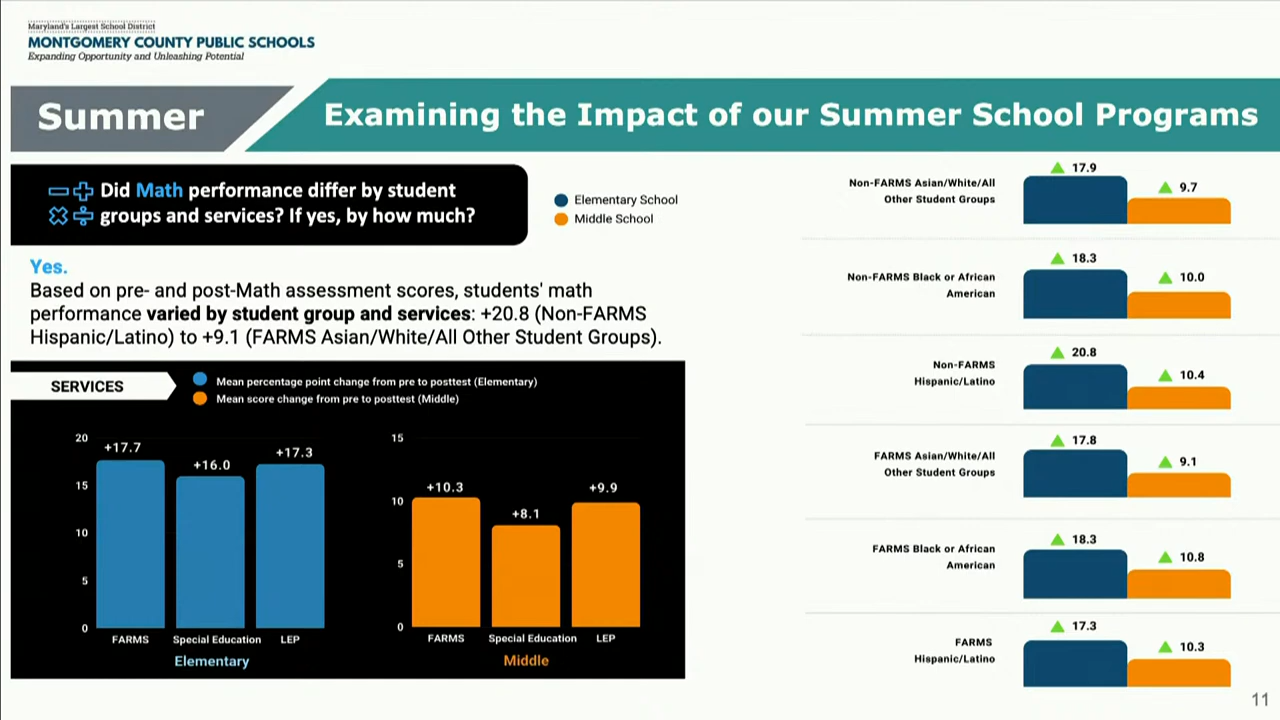 Maryland's Largest School District
MONTGOMERY COUNTY PUBLIC SCHOOLS
Expanding Opportunity and Unleashing Potential
Summer
Examining the Impact of our Summer School Programs
Did Math performance differ by student
groups and services? If yes, by how much?
Elementary School
Middle School
Yes.
Based on pre- and post-Math assessment scores, students' math
performance varied by student group and services: +20.8 (Non-FARMS
Hispanic/Latino) to +9.1 (FARMS Asian/White/All Other Student Groups).
SERVICES
Mean percentage point change from pre to posttest (Elementary)
Mean score change from pre to posttest (Middle)
20
15
10
5
0
+17.7
+16.0
+17.3
FARMS
Special Education
LEP
Elementary
15
10
5
0
+10.3
+8.1
+9.9
FARMS
Special Education
LEP
Middle
Non-FARMS Asian/White/All
Other Student Groups
17.9
9.7
Non-FARMS Black or African
American
18.3
10.0
Non-FARMS
Hispanic/Latino
20.8
10.4
FARMS Asian/White/All
Other Student Groups
17.8
9.1
FARMS Black or African
American
18.3
10.8
FARMS
Hispanic/Latino
17.3
10.3
11